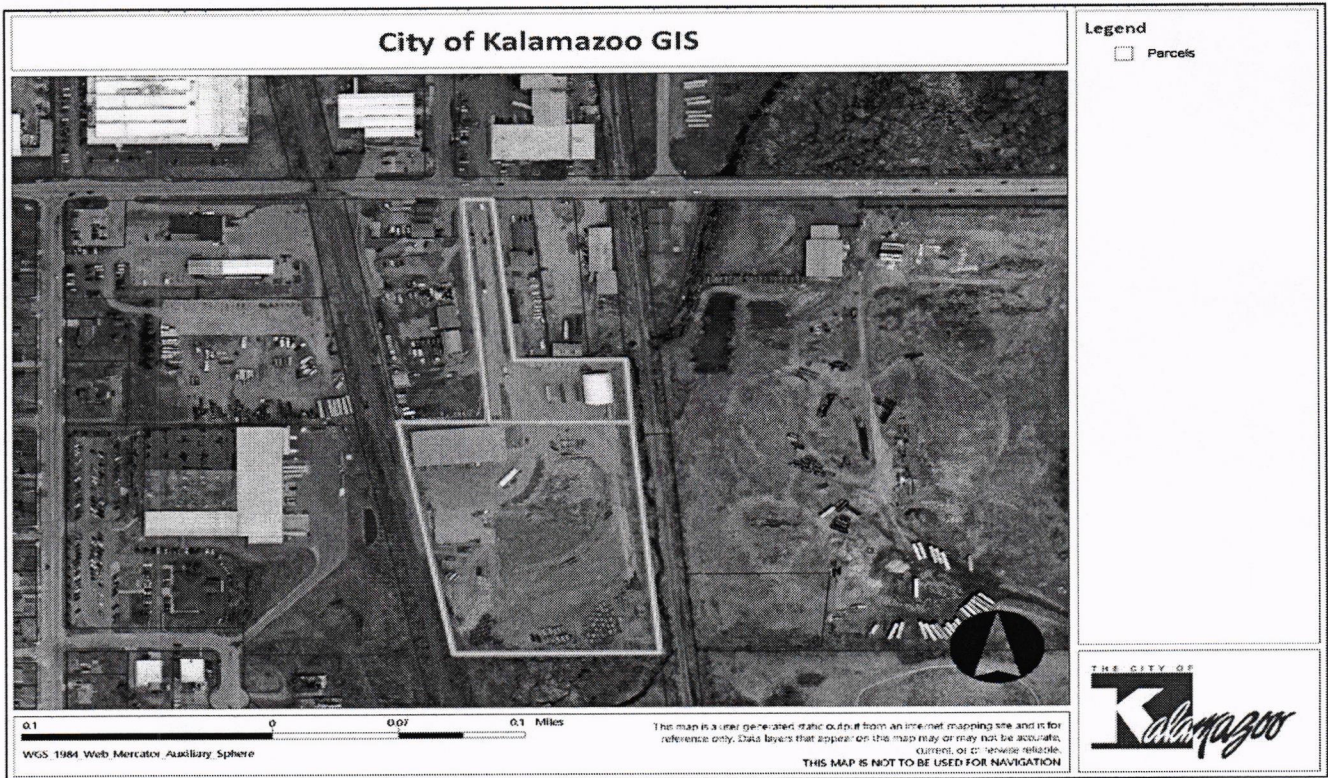 City of Kalamazoo GIS
Legend
Parcels
0.1 0 0.07 0.1 Miles
WGS_1984_Web_Mercator_Auxiliary_Sphere
This map is a user generated static output from an internet mapping site and is for
reference only. Data layers that appear on this map may or may not be accurate,
current, or otherwise reliable.
THIS MAP IS NOT TO BE USED FOR NAVIGATION
THE CITY OF
Kalamazoo